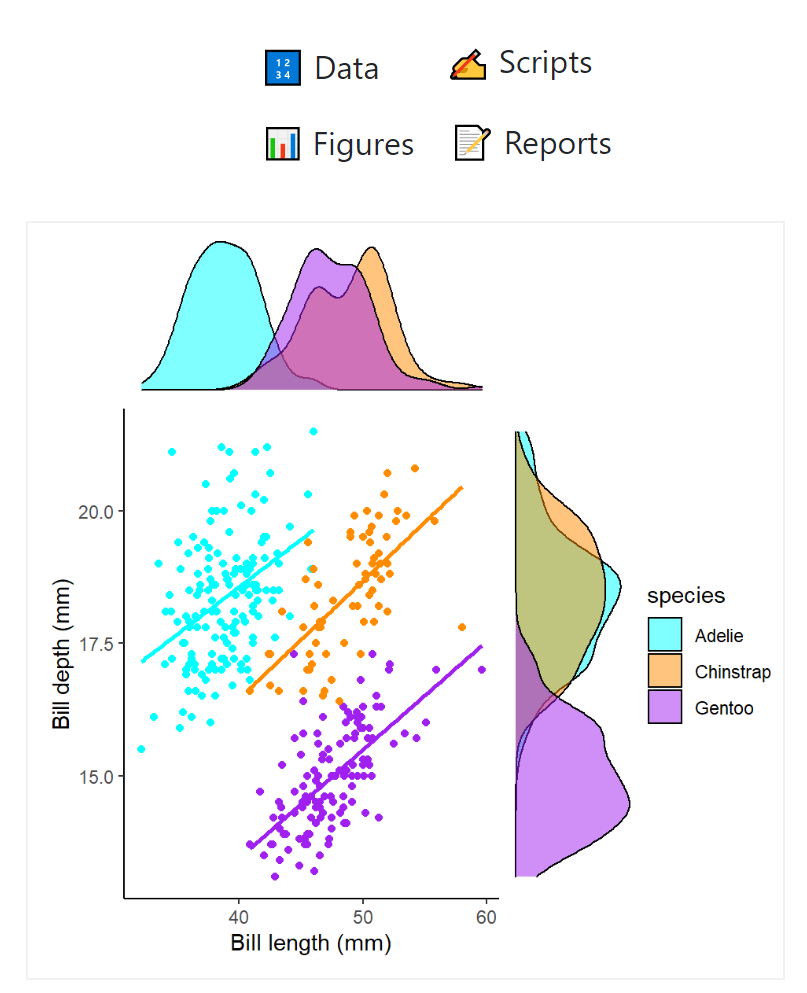 1 2
3 4
Data
Scripts
Figures
Reports
20.0
17.5
15.0
Bill depth (mm)
40 50 60
Bill length (mm)
species
Adelie
Chinstrap
Gentoo